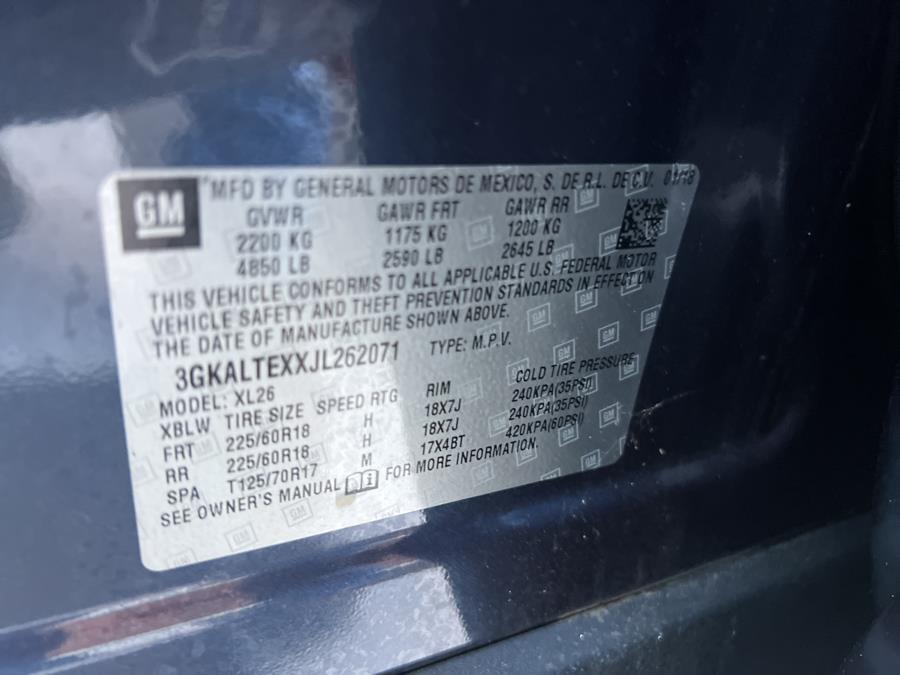 GM
MFD BY GENERAL MOTORS DE MEXICO, S. DE R.L. DE C.V. 01/18
GVWR GAWR FRT GAWR RR
2200 KG 1175 KG 1200 KG
4850 LB 2590 LB 2645 LB
THIS VEHICLE CONFORMS TO ALL APPLICABLE U.S. FEDERAL MOTOR
VEHICLE SAFETY AND THEFT PREVENTION STANDARDS IN EFFECT ON
THE DATE OF MANUFACTURE SHOWN ABOVE.
3GKALTEXXJL262071 TYPE: M.P.V.
MODEL: XL26
XBLW TIRE SIZE SPEED RTG RIM COLD TIRE PRESSURE
FRT 225/60R18 H 18X7J 240KPA(35PSI)
RR 225/60R18 H 18X7J 240KPA(35PSI)
SPA T125/70R17 M 17X4BT 420KPA(60PSI)
SEE OWNER'S MANUAL FOR MORE INFORMATION.